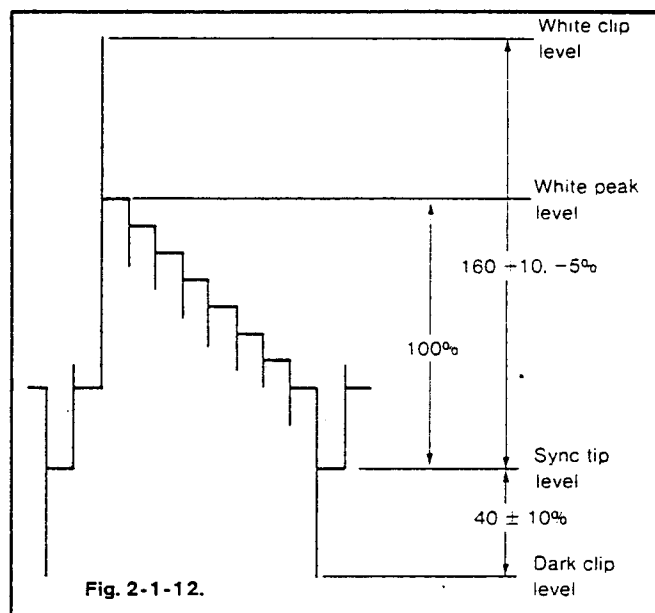 White clip
level
White peak
level
160 +10. -5%
100%
Sync tip
level
40 ± 10%
Dark clip
level
Fig. 2-1-12.